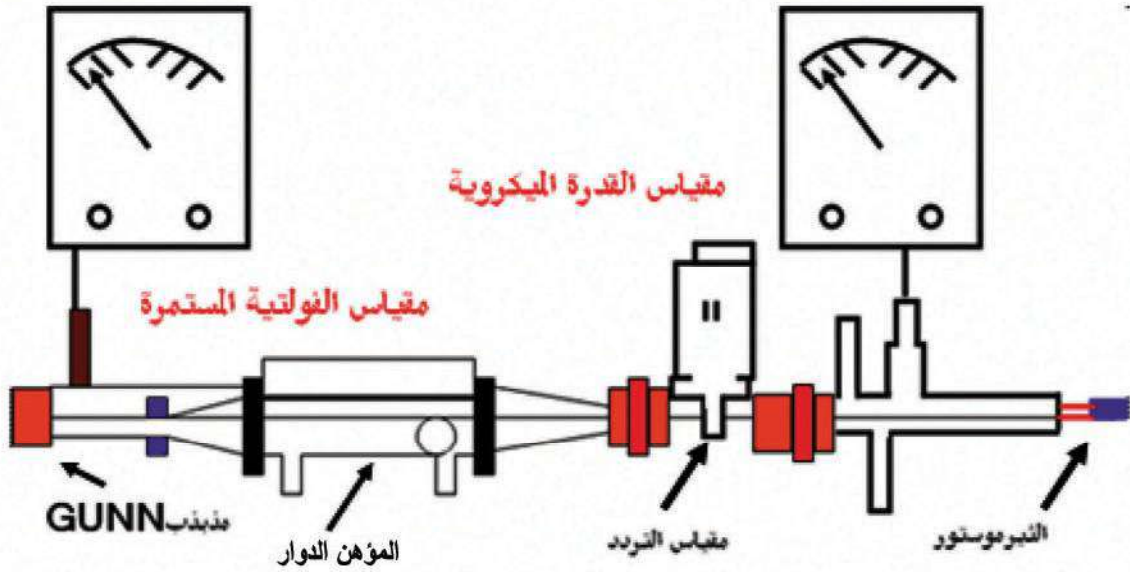 مقياس القدرة الميكروية
مقياس الفولتية المستمرة
مذبذب GUNN
المؤهن الدوار
مقياس التردد
الثيرموستور